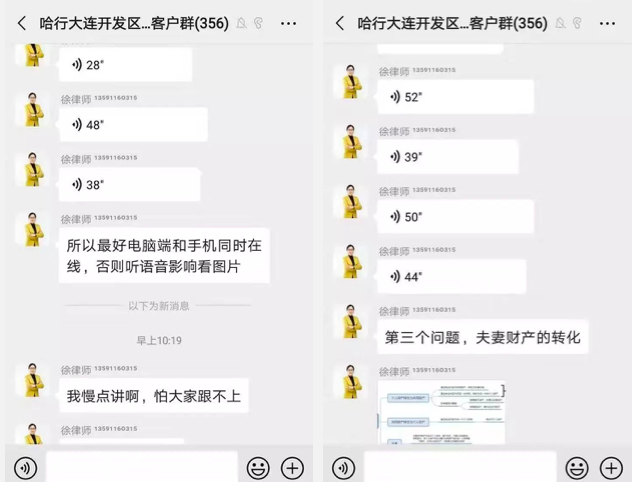 哈行大连开发区...客户群(356)
28"
徐律师 13591160315
48"
徐律师 13591160315
38"
徐律师 13591160315
所以最好电脑端和手机同时在
线，否则听语音影响看图片
以下为新消息
早上10:19
徐律师 13591160315
我慢点讲啊，怕大家跟不上
徐律师 13591160315
哈行大连开发区...客户群(356)
徐律师 13591160315
52"
徐律师 13591160315
39"
徐律师 13591160315
50"
徐律师 13591160315
44"
徐律师 13591160315
第三个问题，夫妻财产的转化
徐律师 13591160315